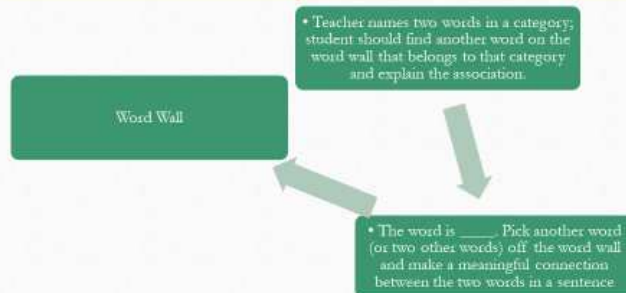 • Teacher names two words in a category;
student should find another word on the
word wall that belongs to that category
and explain the association.
Word Wall
• The word is ____. Pick another word
(or two other words) off the word wall
and make a meaningful connection
between the two words in a sentence